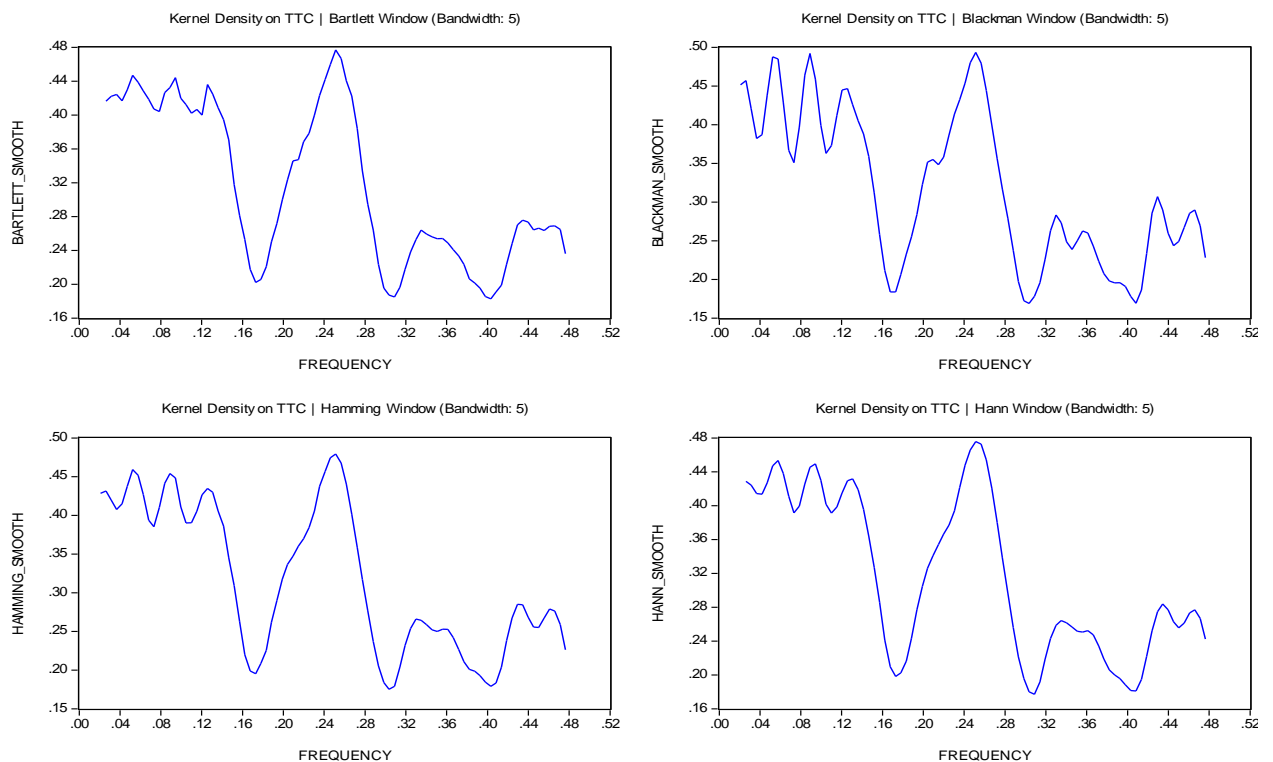 Kernel Density on TTC | Bartlett Window (Bandwidth: 5)
.48
.44
.40
.36
.32
.28
.24
.20
.16
BARTLETT_SMOOTH
.00 .04 .08 .12 .16 .20 .24 .28 .32 .36 .40 .44 .48 .52
FREQUENCY
Kernel Density on TTC | Blackman Window (Bandwidth: 5)
.50
.45
.40
.35
.30
.25
.20
.15
BLACKMAN_SMOOTH
.00 .04 .08 .12 .16 .20 .24 .28 .32 .36 .40 .44 .48 .52
FREQUENCY
Kernel Density on TTC | Hamming Window (Bandwidth: 5)
.50
.45
.40
.35
.30
.25
.20
.15
HAMMING_SMOOTH
.00 .04 .08 .12 .16 .20 .24 .28 .32 .36 .40 .44 .48 .52
FREQUENCY
Kernel Density on TTC | Hann Window (Bandwidth: 5)
.48
.44
.40
.36
.32
.28
.24
.20
.16
HANN_SMOOTH
.00 .04 .08 .12 .16 .20 .24 .28 .32 .36 .40 .44 .48 .52
FREQUENCY